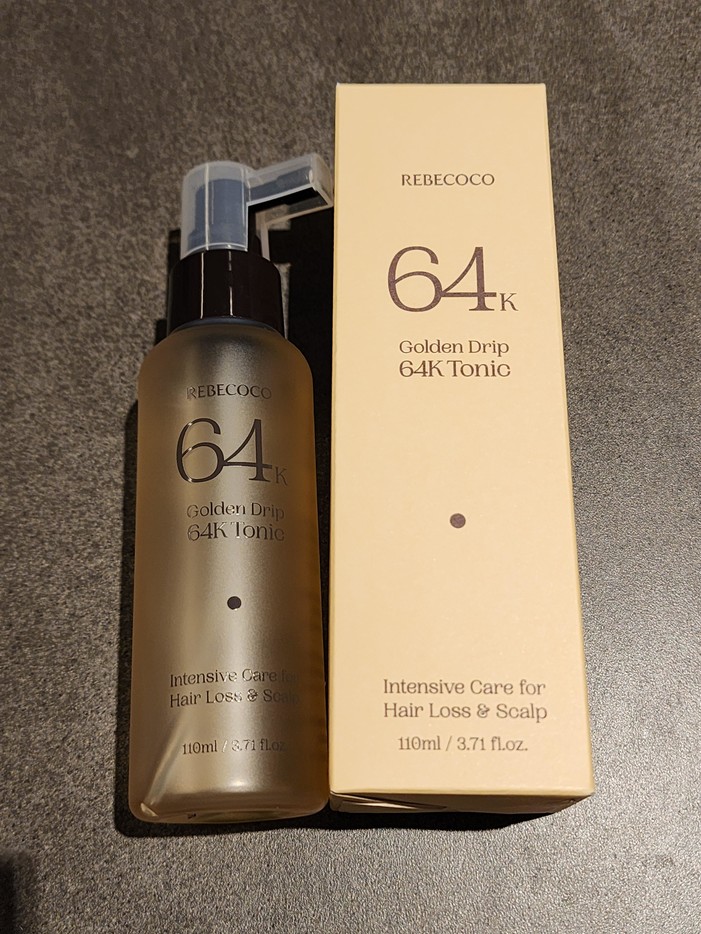 REBECOCO
64K
Golden Drip
64K Tonic
Intensive Care for
Hair Loss & Scalp
110ml / 3.71 fl.oz.
REBECOCO
64K
Golden Drip
64K Tonic
Intensive Care for
Hair Loss & Scalp
110ml / 3.71 fl.oz.